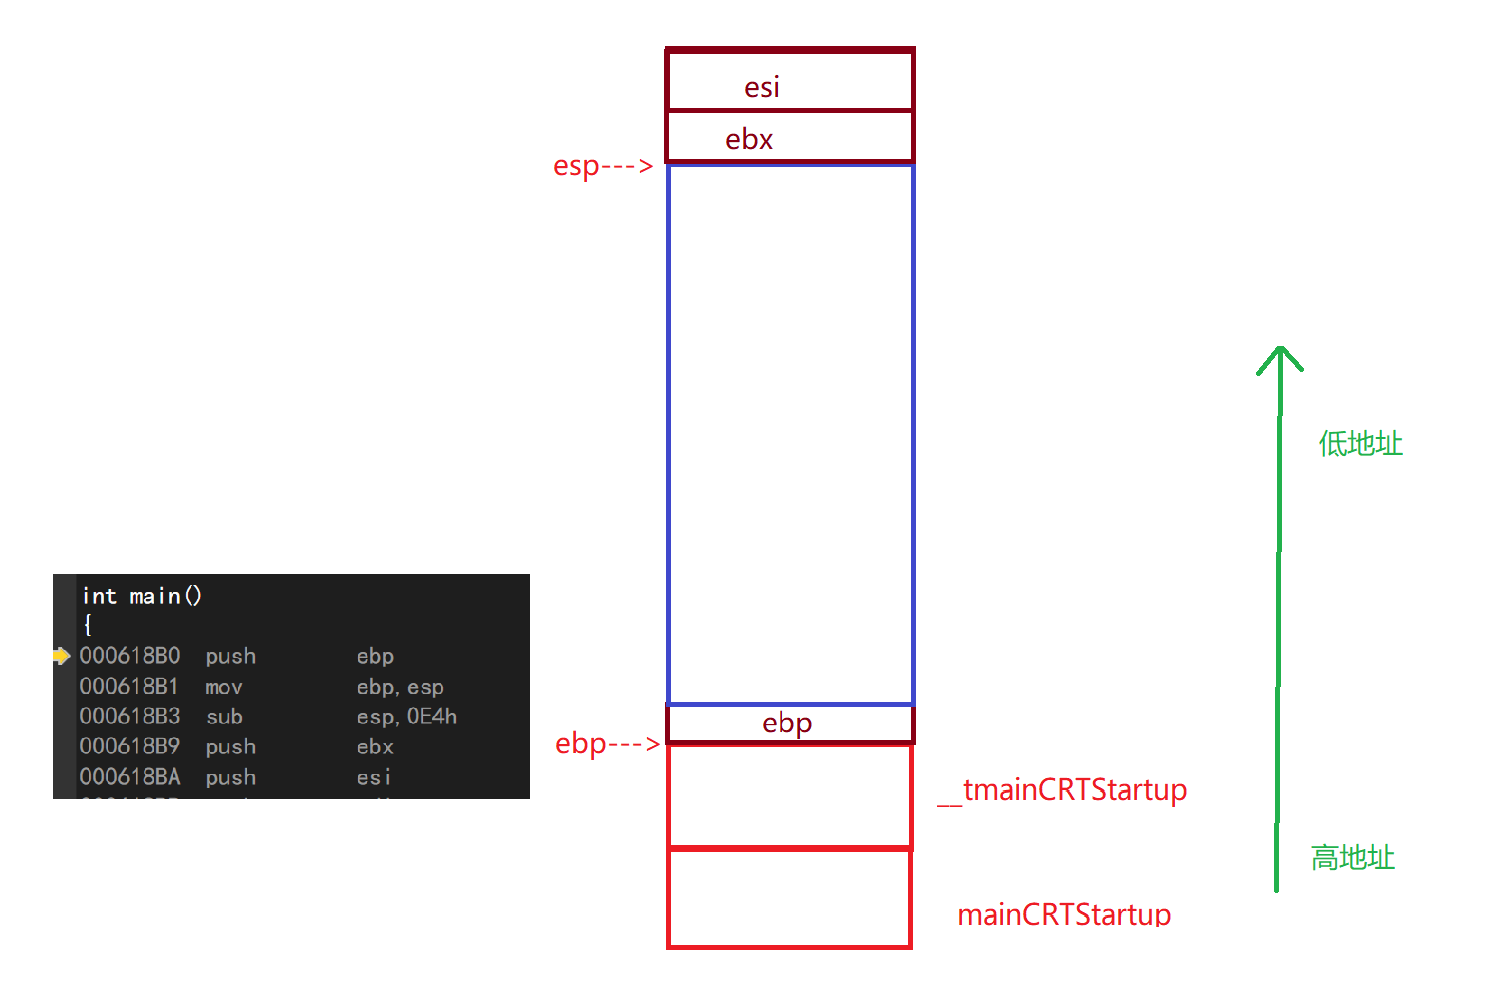 esi
ebx
esp--->
int main()
{
000618B0 push ebp
000618B1 mov ebp,esp
000618B3 sub esp,0E4h
000618B9 push ebx
000618BA push esi
ebp
ebp--->
__tmainCRTStartup
mainCRTStartup
低地址
高地址